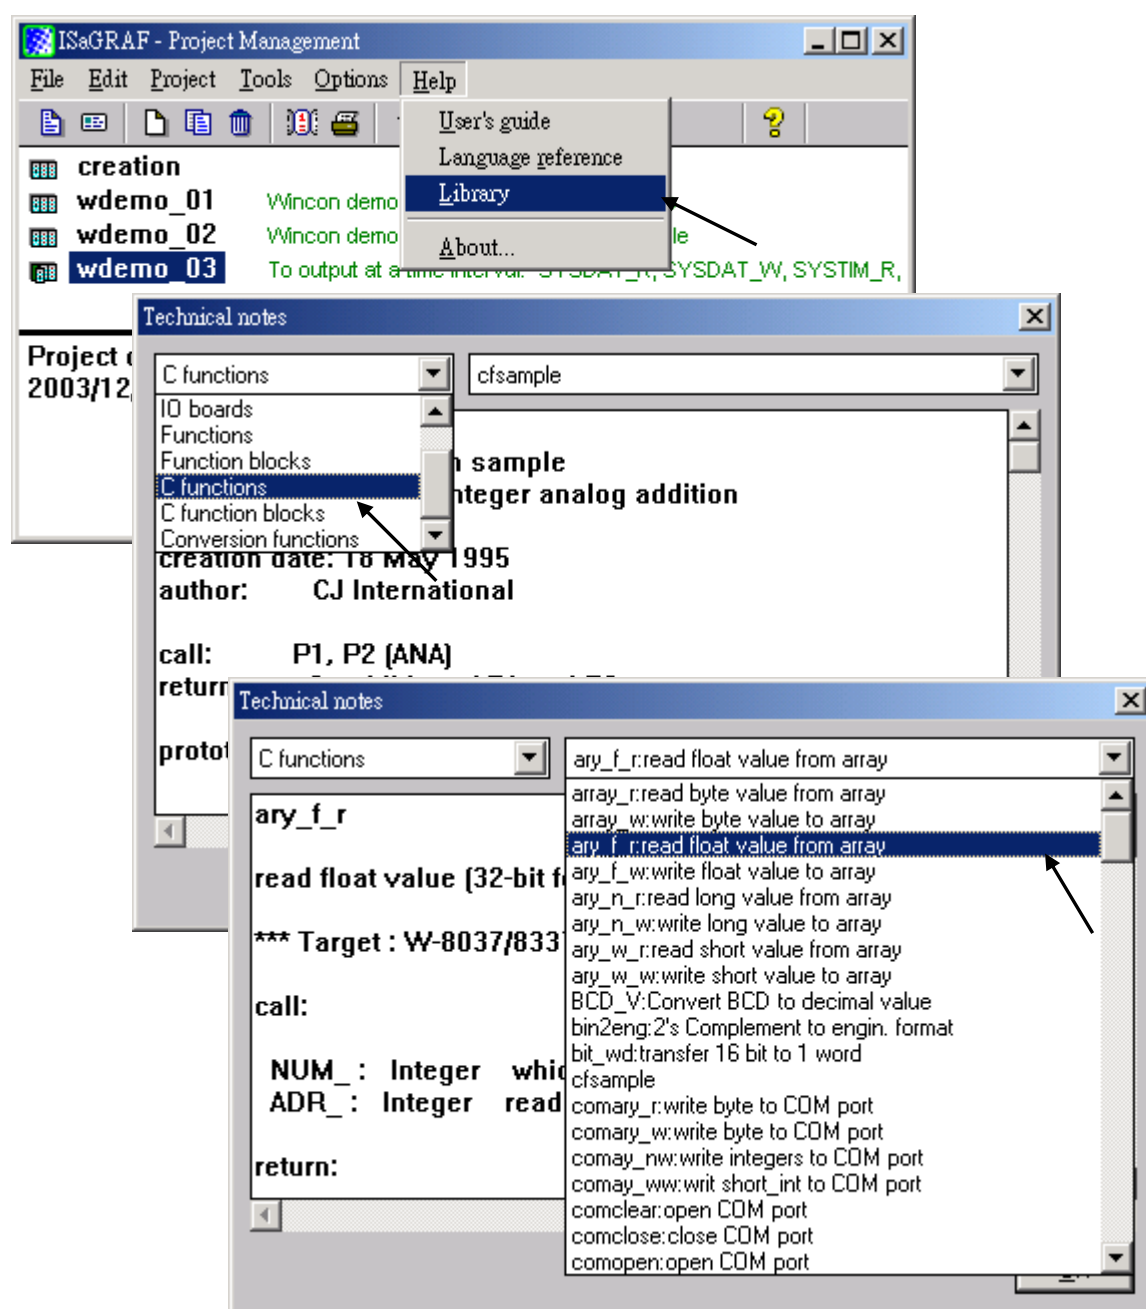 ISaGRAF - Project Management
File Edit Project Tools Options Help
User's guide
Language reference
Library
About...
creation
wdemo_01 Wincon demo
wdemo_02 Wincon demo le
wdemo_03 To output at a time interval. SYSDAT_R, SYSDAT_W, SYSTIM_R,
Project
2003/12/
Technical notes
C functions cfsample
IO boards
Functions
Function blocks
C functions
C function blocks
Conversion functions
sample
nteger analog addition
creation date: 18 May 1995
author: CJ International
call: P1, P2 (ANA)
return
protot
Technical notes
C functions ary_f_r:read float value from array
ary_f_r
read float value (32-bit f
*** Target : W-8037/833
call:
NUM_ : Integer whic
ADR_ : Integer read
return:
array_r:read byte value from array
array_w:write byte value to array
ary_f_r:read float value from array
ary_f_w:write float value to array
ary_n_r:read long value from array
ary_n_w:write long value to array
ary_w_r:read short value from array
ary_w_w:write short value to array
BCD_V:Convert BCD to decimal value
bin2eng:2's Complement to engin. format
bit_wd:transfer 16 bit to 1 word
cfsample
comary_r:write byte to COM port
comary_w:write byte to COM port
comay_nw:write integers to COM port
comay_ww:writ short_int to COM port
comclear:open COM port
comclose:close COM port
comopen:open COM port